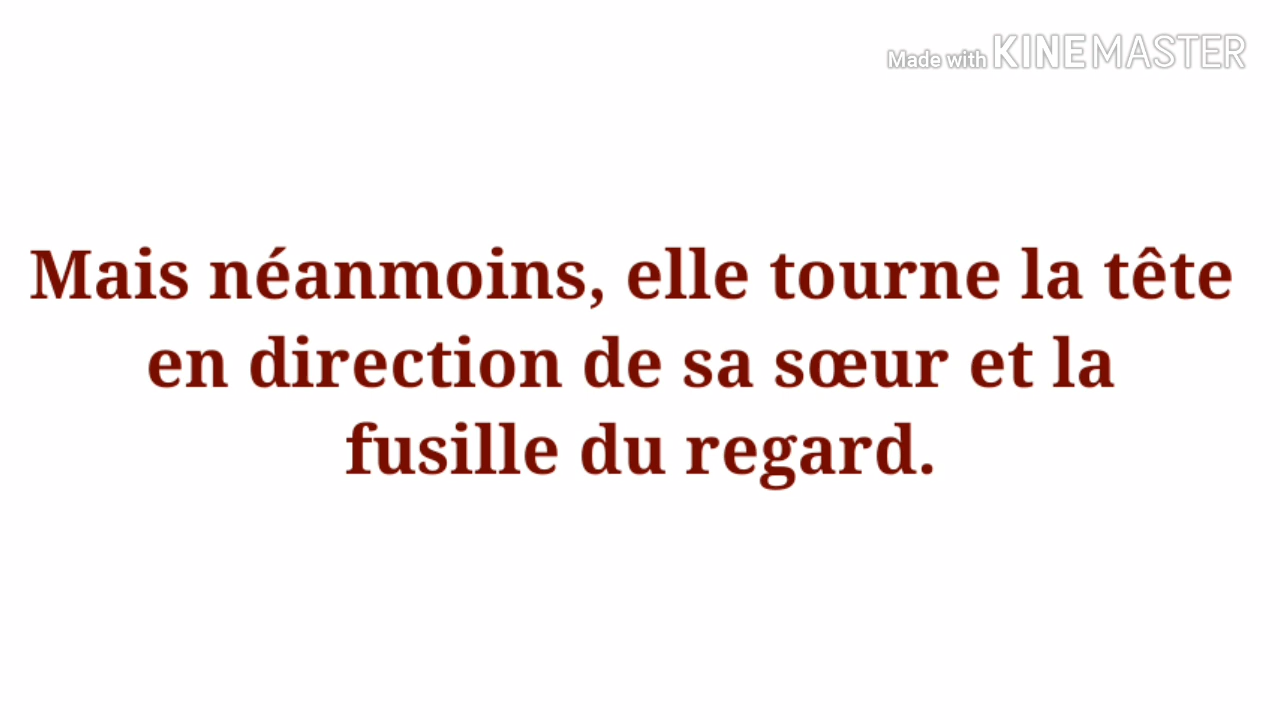 Made with KINEMASTER
Mais néanmoins, elle tourne la tête
en direction de sa sœur et la
fusille du regard.